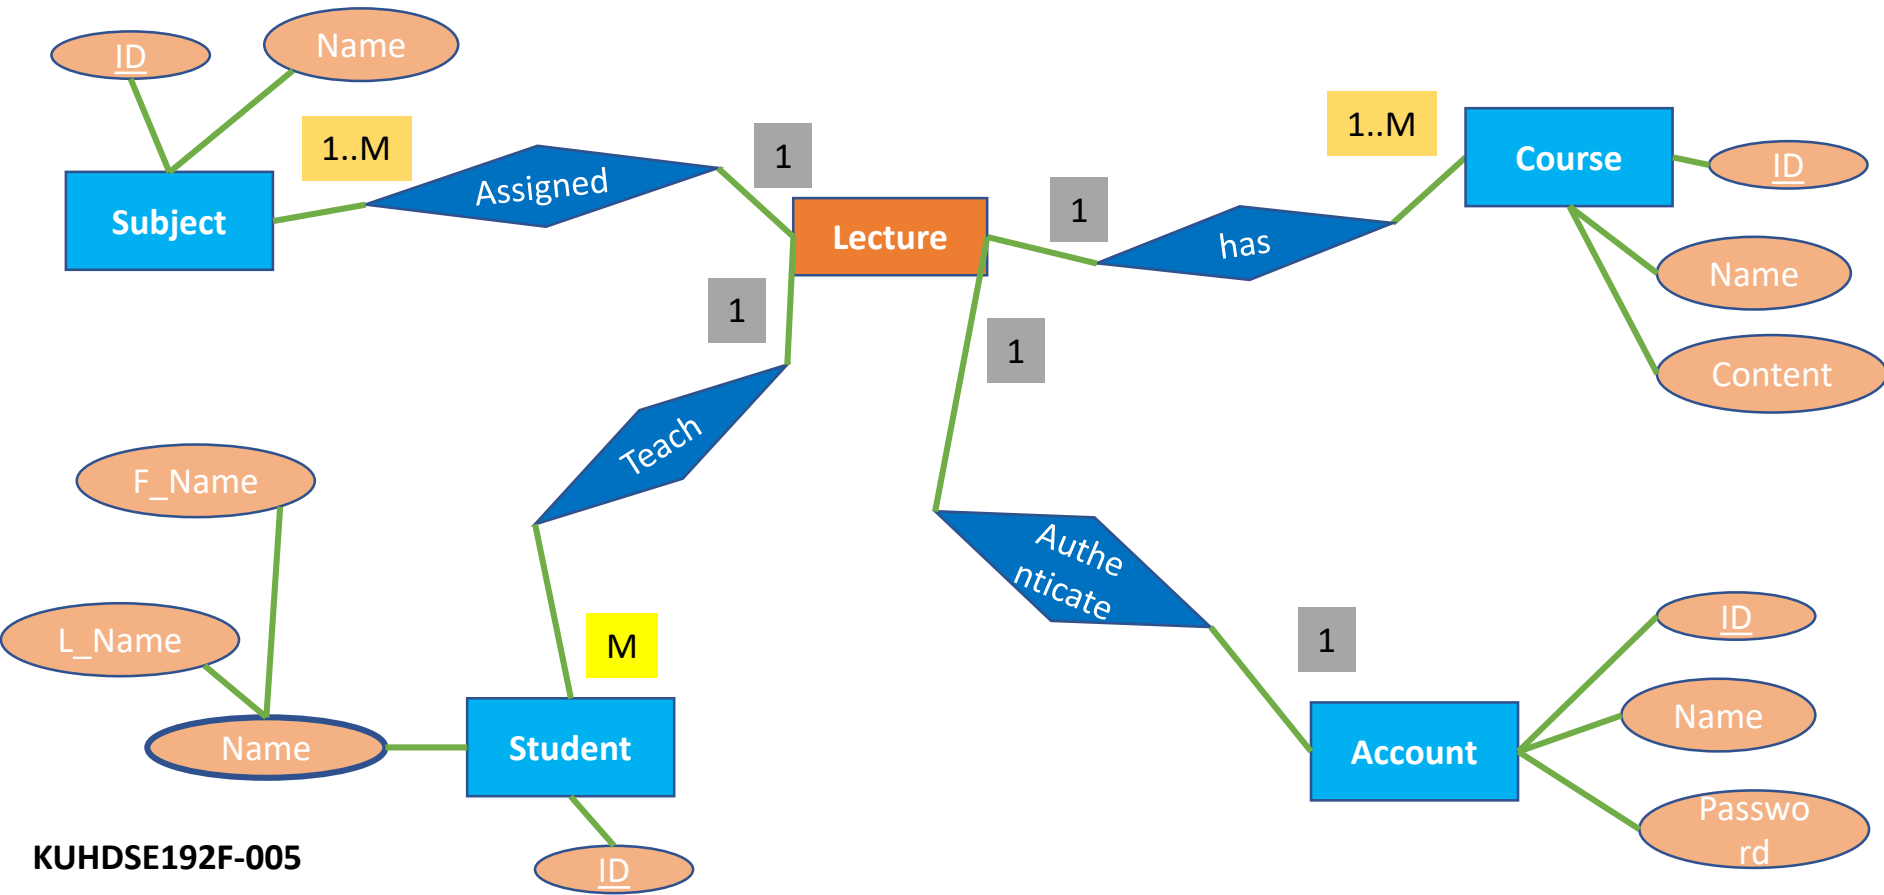 ID
Name
1..M
Assigned
1
Subject
Lecture
1
has
1..M
Course
ID
Name
Content
1
1
Teach
F_Name
L_Name
Name
M
Student
ID
Authe
nticate
1
Account
ID
Name
Passwo
rd
KUHDSE192F-005